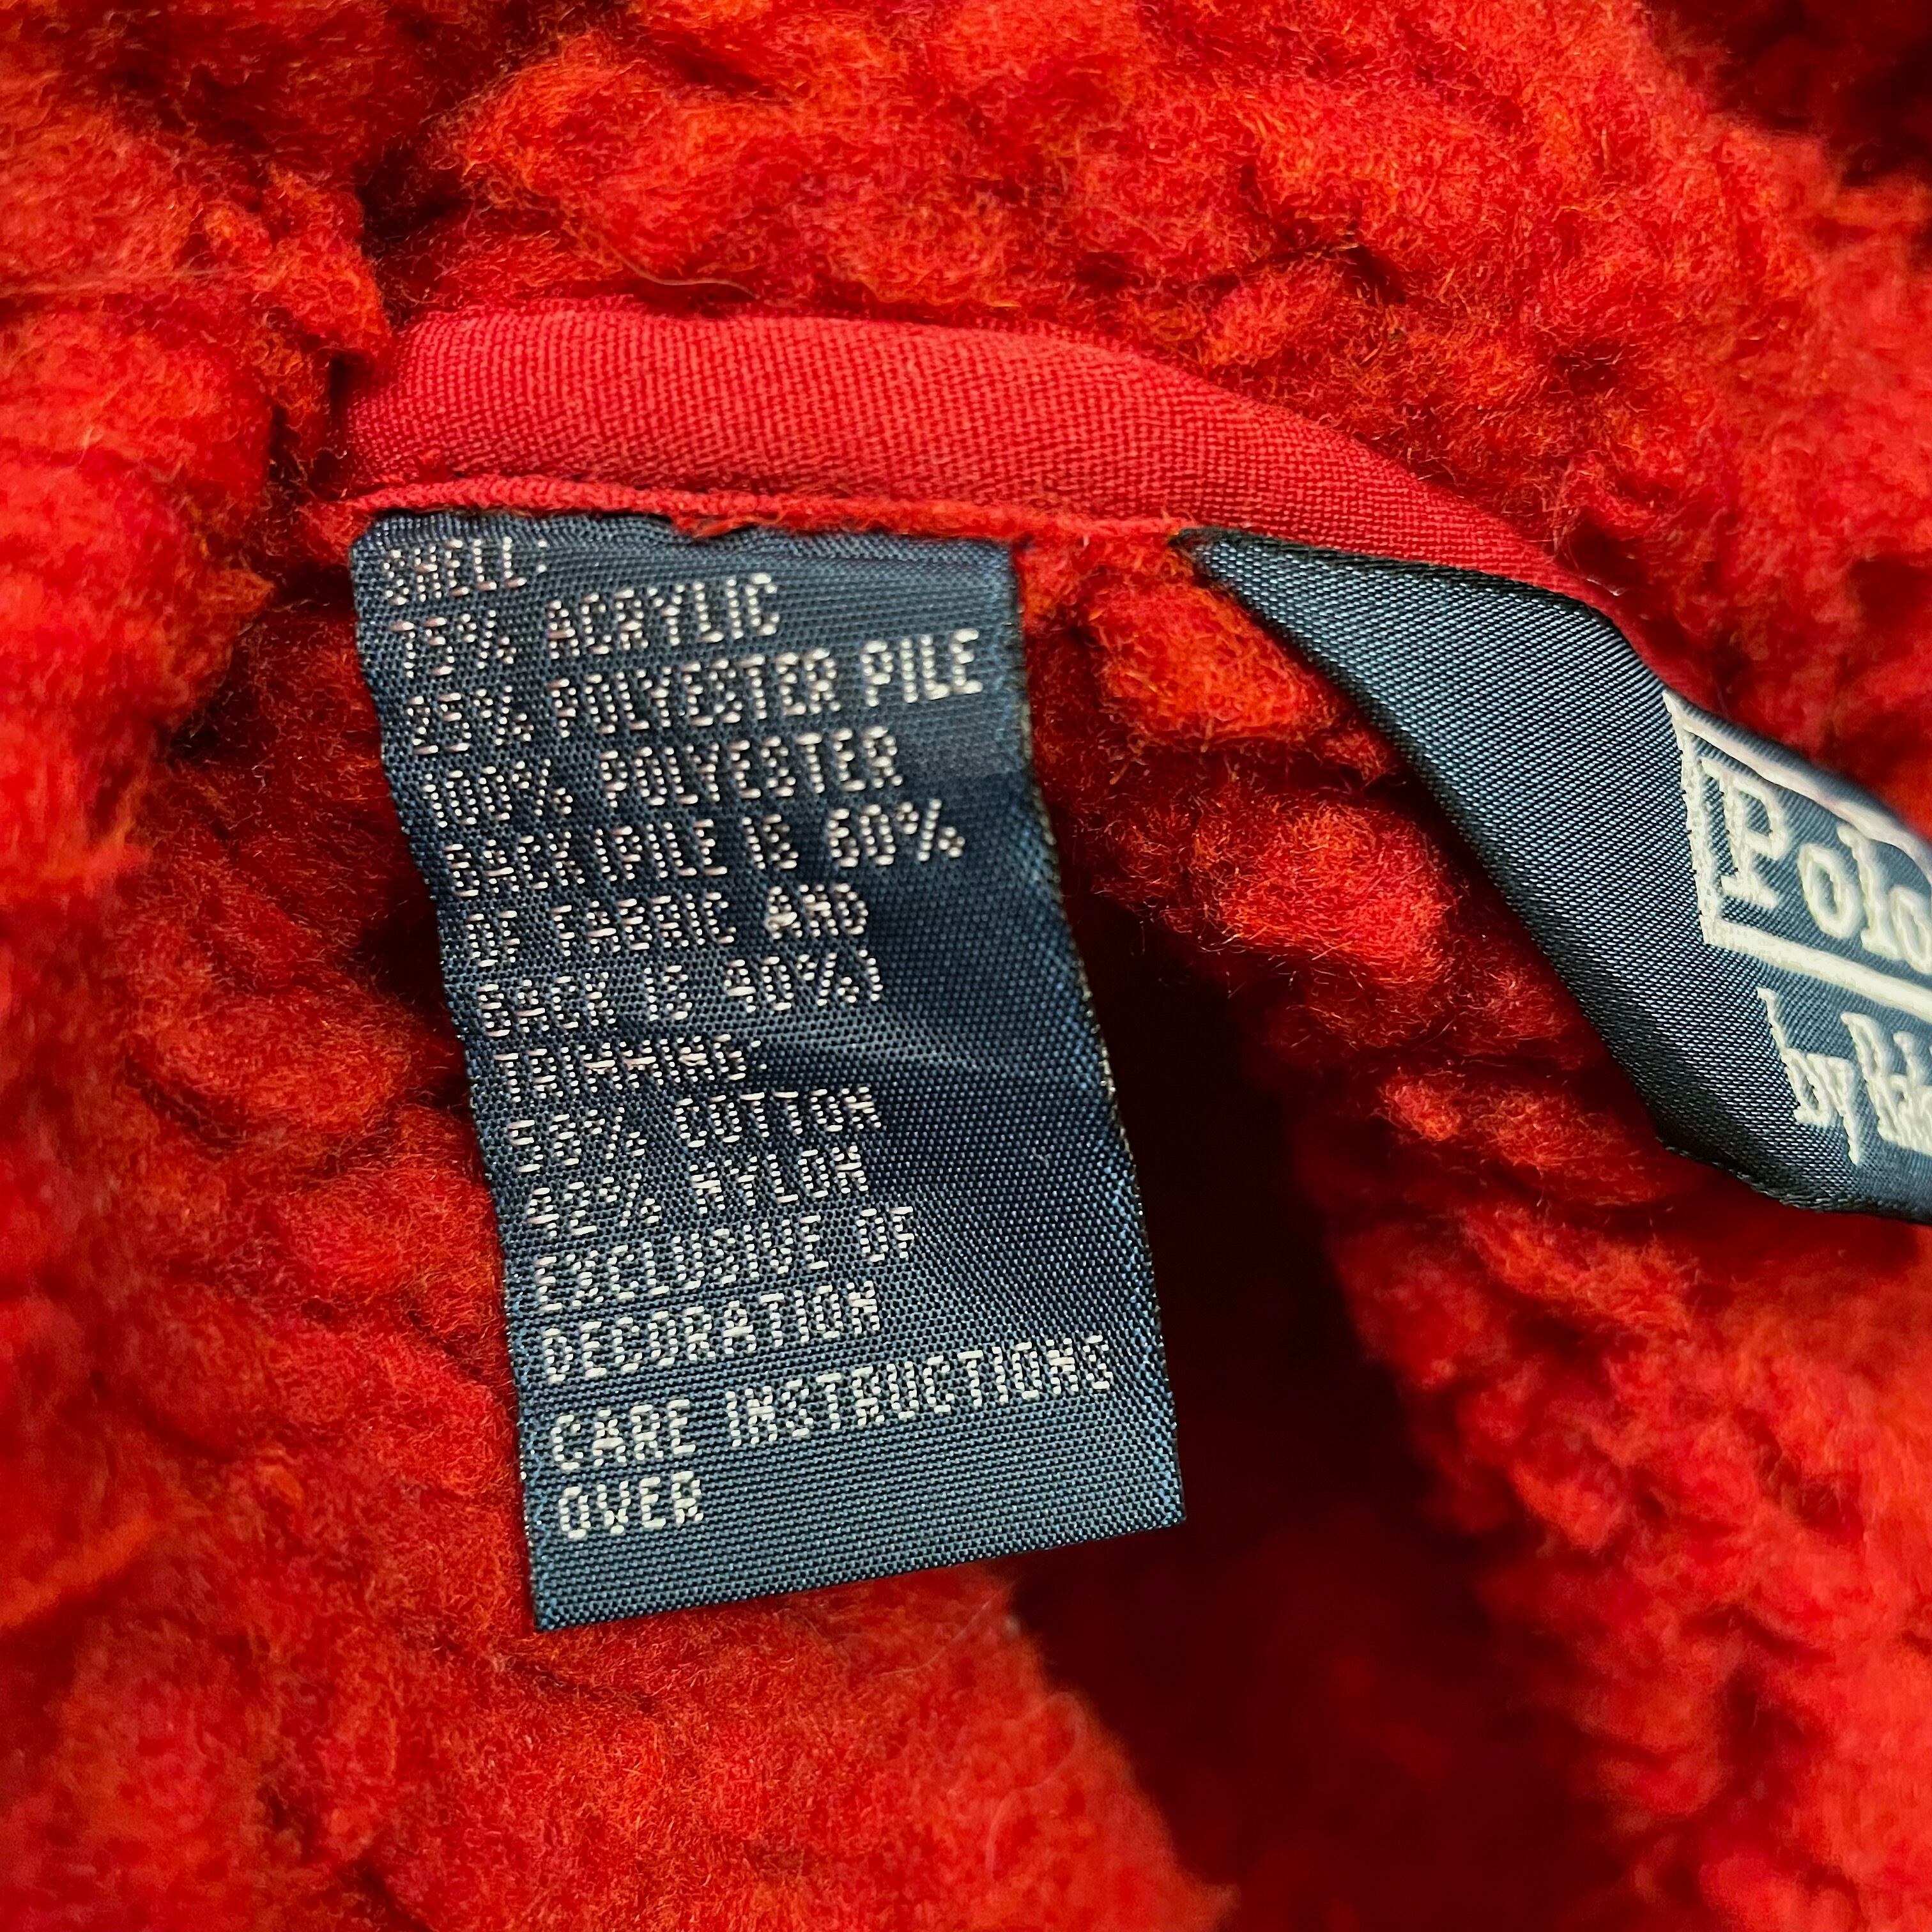 SHELL:
75% ACRYLIC
25% POLYESTER PILE
100% POLYESTER
BACK (PILE IS 60%
OF FABRIC AND
BACK IS 40%)
TRIMMING:
58% COTTON
42% NYLON
EXCLUSIVE OF
DECORATION
CARE INSTRUCTIONS
OVER
Polo
by